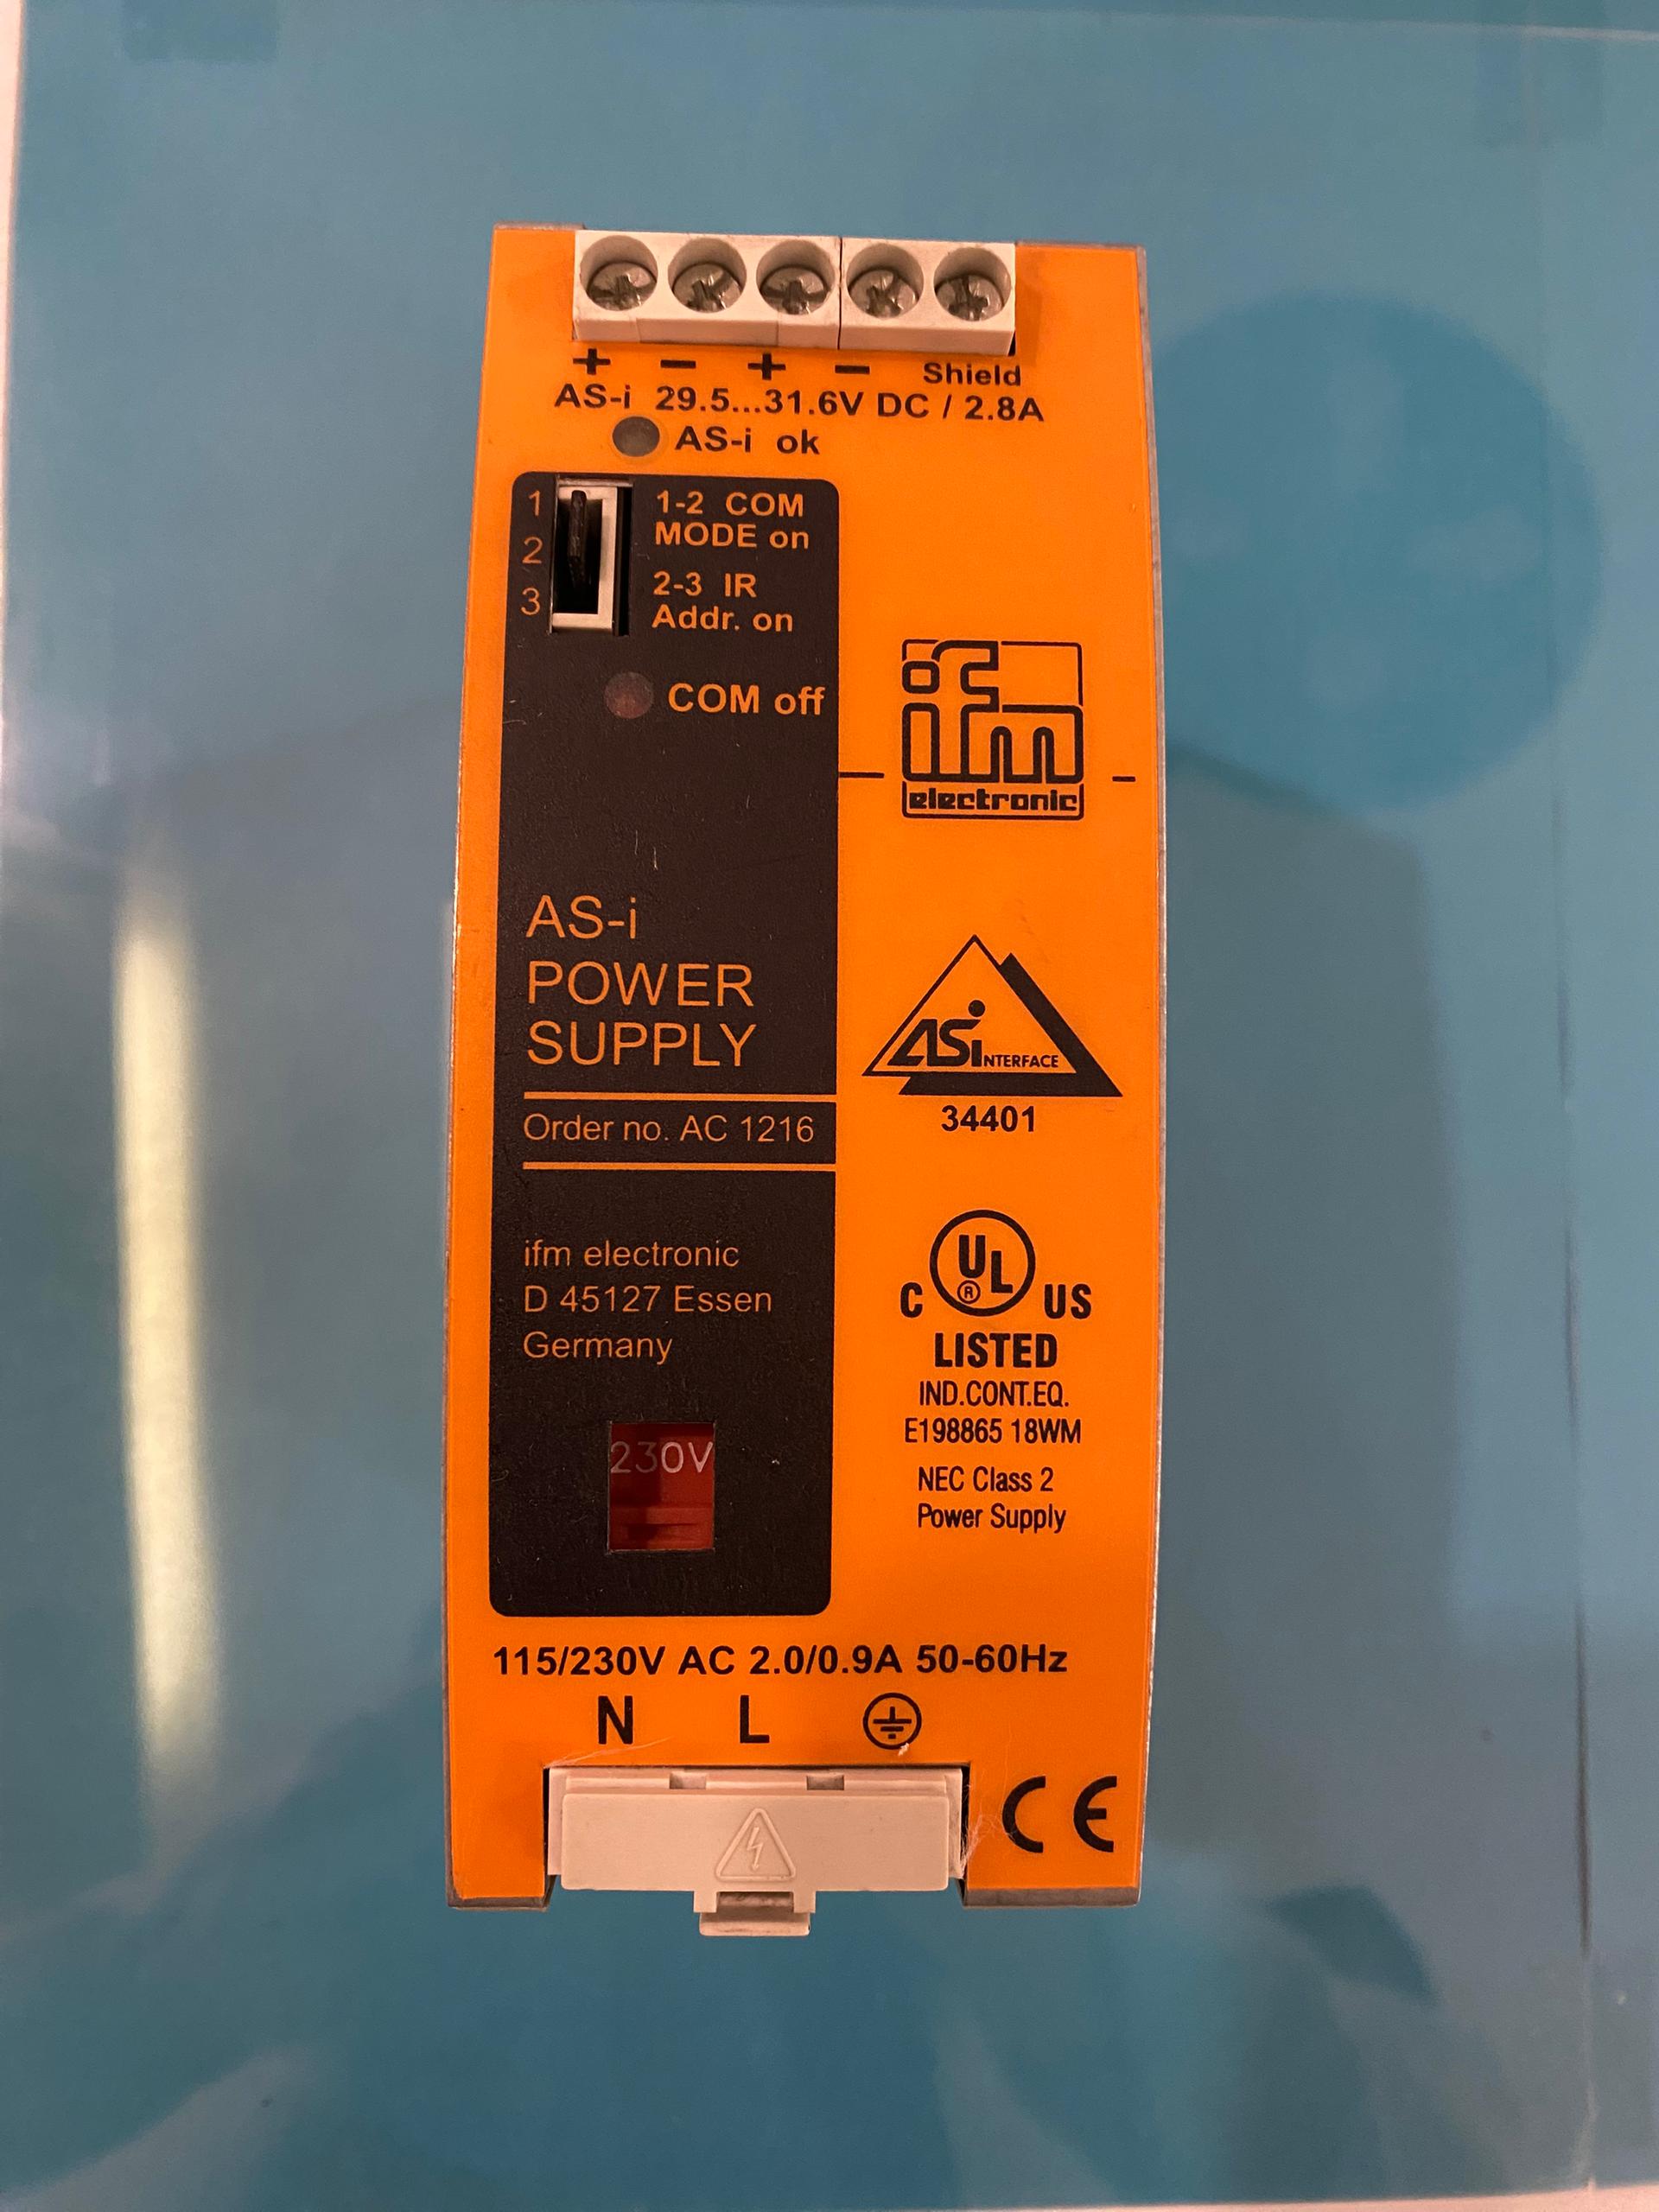 + - + - Shield
AS-i 29.5...31.6V DC / 2.8A
AS-i ok
1
2
3
1-2 COM
MODE on
2-3 IR
Addr. on
COM off
ifm
electronic
AS-i
POWER
SUPPLY
Order no. AC 1216
ifm electronic
D 45127 Essen
Germany
230V
ASi NTERFACE
34401
C UL ® US
LISTED
IND.CONT.EQ.
E198865 18WM
NEC Class 2
Power Supply
115/230V AC 2.0/0.9A 50-60Hz
N L
CE